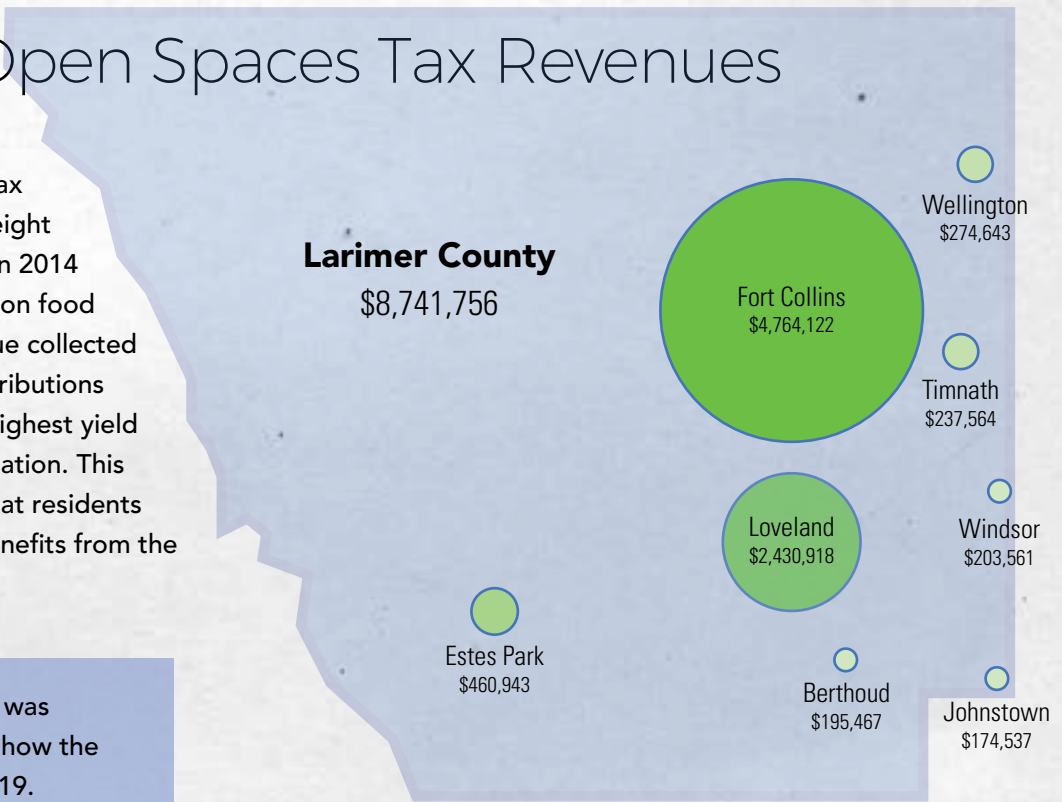 Open Spaces Tax Revenues
ax
eight
n 2014
on food
ue collected
tributions
ighest yield
ation. This
at residents
nefits from the
was
how the
19.
Larimer County
$8,741,756
Fort Collins
$4,764,122
Wellington
$274,643
Timnath
$237,564
Loveland
$2,430,918
Windsor
$203,561
Estes Park
$460,943
Berthoud
$195,467
Johnstown
$174,537